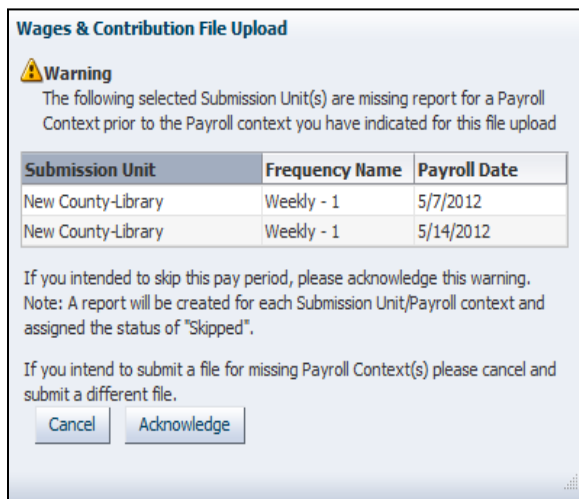 Wages & Contribution File Upload
Warning
The following selected Submission Unit(s) are missing report for a Payroll
Context prior to the Payroll context you have indicated for this file upload
Submission Unit Frequency Name Payroll Date
New County-Library Weekly - 1 5/7/2012
New County-Library Weekly - 1 5/14/2012
If you intended to skip this pay period, please acknowledge this warning.
Note: A report will be created for each Submission Unit/Payroll context and
assigned the status of "Skipped".
If you intend to submit a file for missing Payroll Context(s) please cancel and
submit a different file.
Cancel Acknowledge